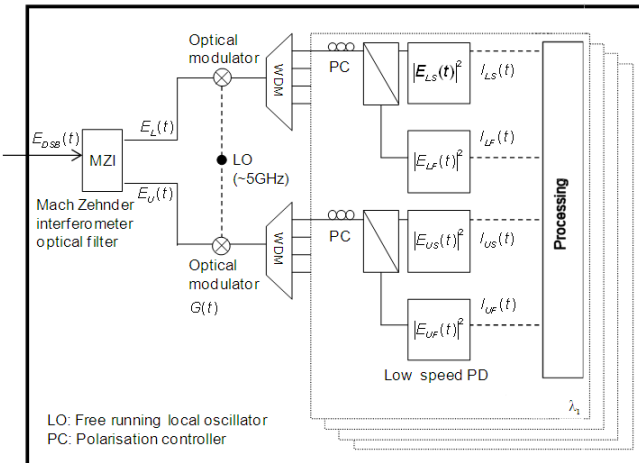 Optical
modulator
WDM
PC
|E_LS(t)|²
I_LS(t)
E_DSB(t)
E_L(t)
MZI
LO
(~5GHz)
|E_LF(t)|²
I_LF(t)
E_U(t)
Mach Zehnder
interferometer
optical filter
Processing
WDM
PC
|E_US(t)|²
I_US(t)
Optical
modulator
G(t)
|E_UF(t)|²
I_UF(t)
Low speed PD
LO: Free running local oscillator
PC: Polarisation controller